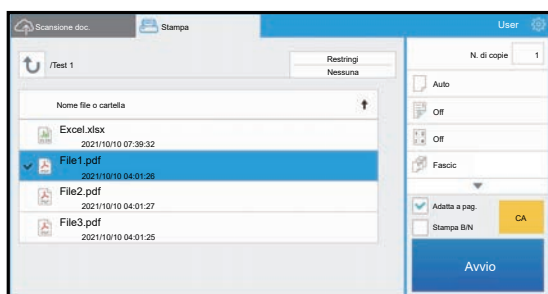 Scansione doc.
Stampa
User
/Test 1
Restringi
Nessuna
Nome file o cartella
Excel.xlsx
2021/10/10 07:39:32
File1.pdf
2021/10/10 04:01:26
File2.pdf
2021/10/10 04:01:27
File3.pdf
2021/10/10 04:01:25
N. di copie 1
Auto
Off
Off
Fascic
Adatta a pag.
Stampa B/N
CA
Avvio